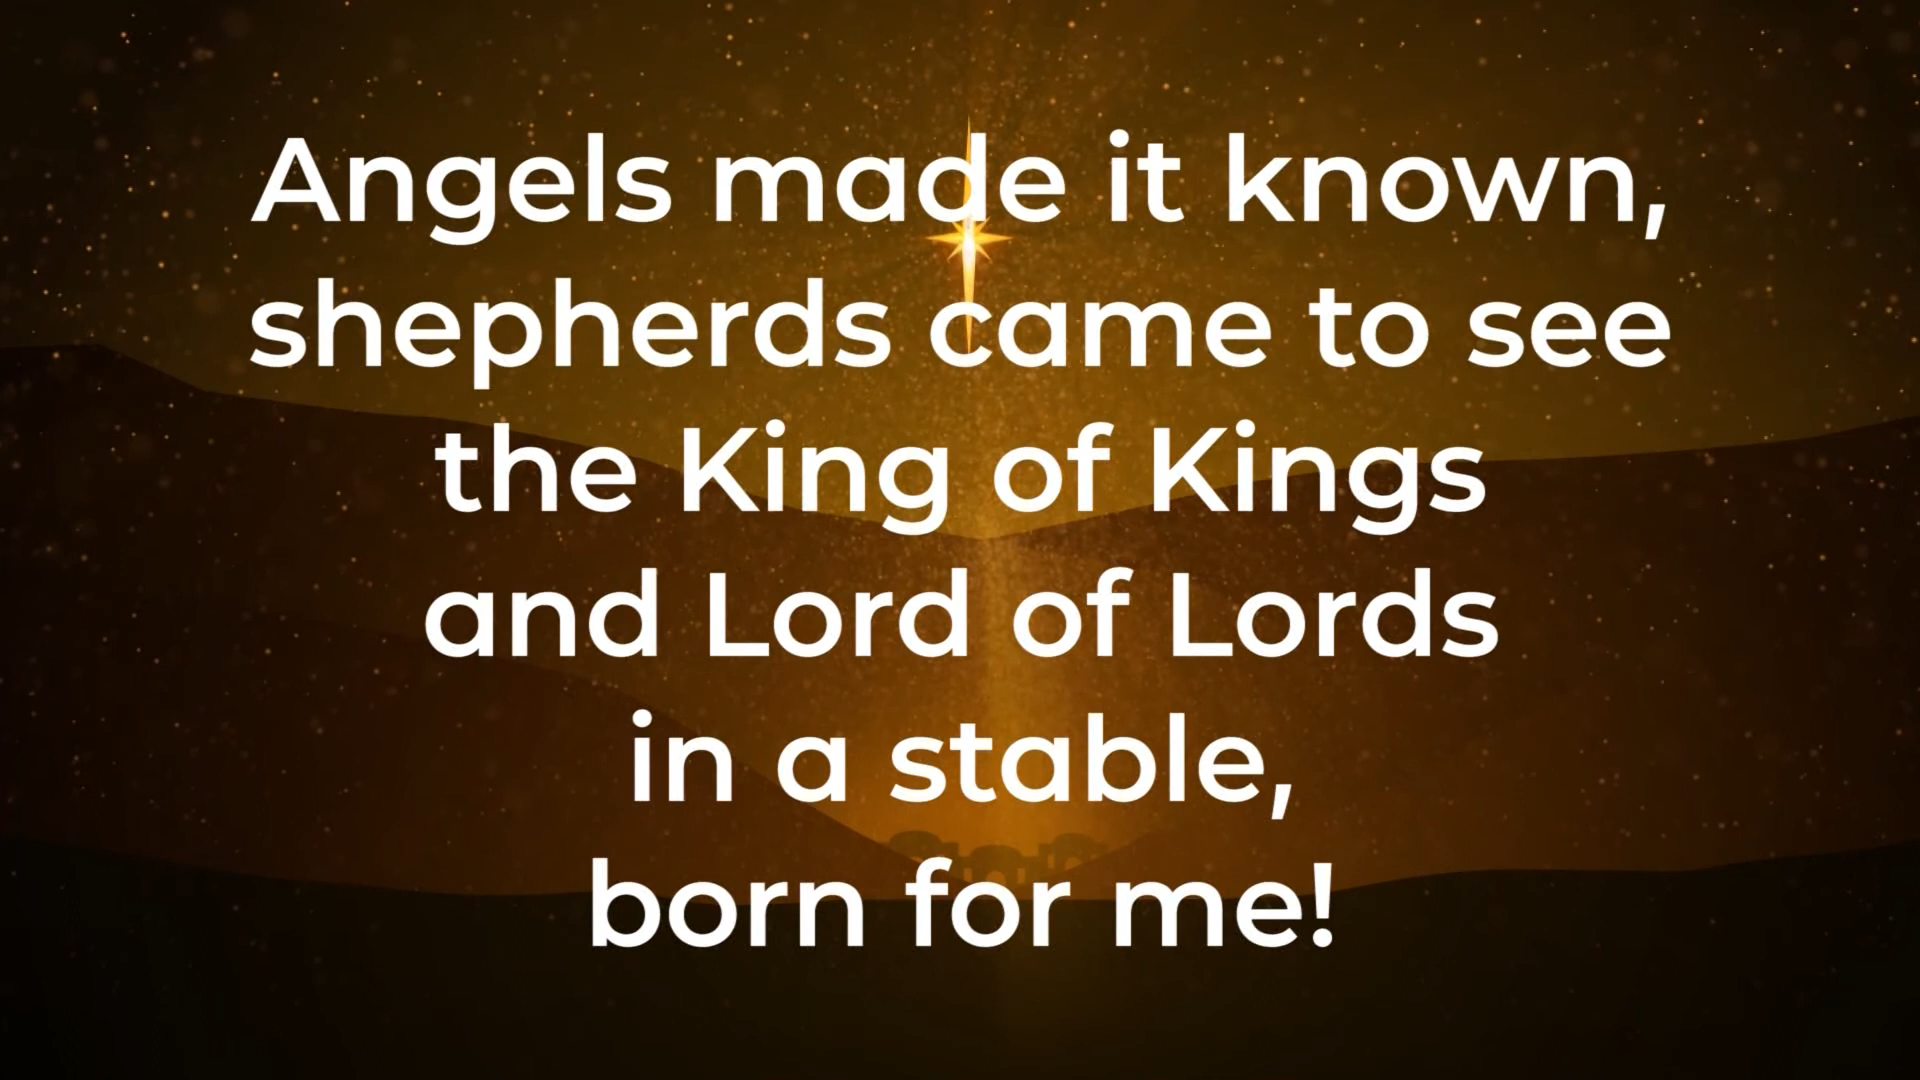 Angels made it known,
shepherds came to see
the King of Kings
and Lord of Lords
in a stable,
born for me!